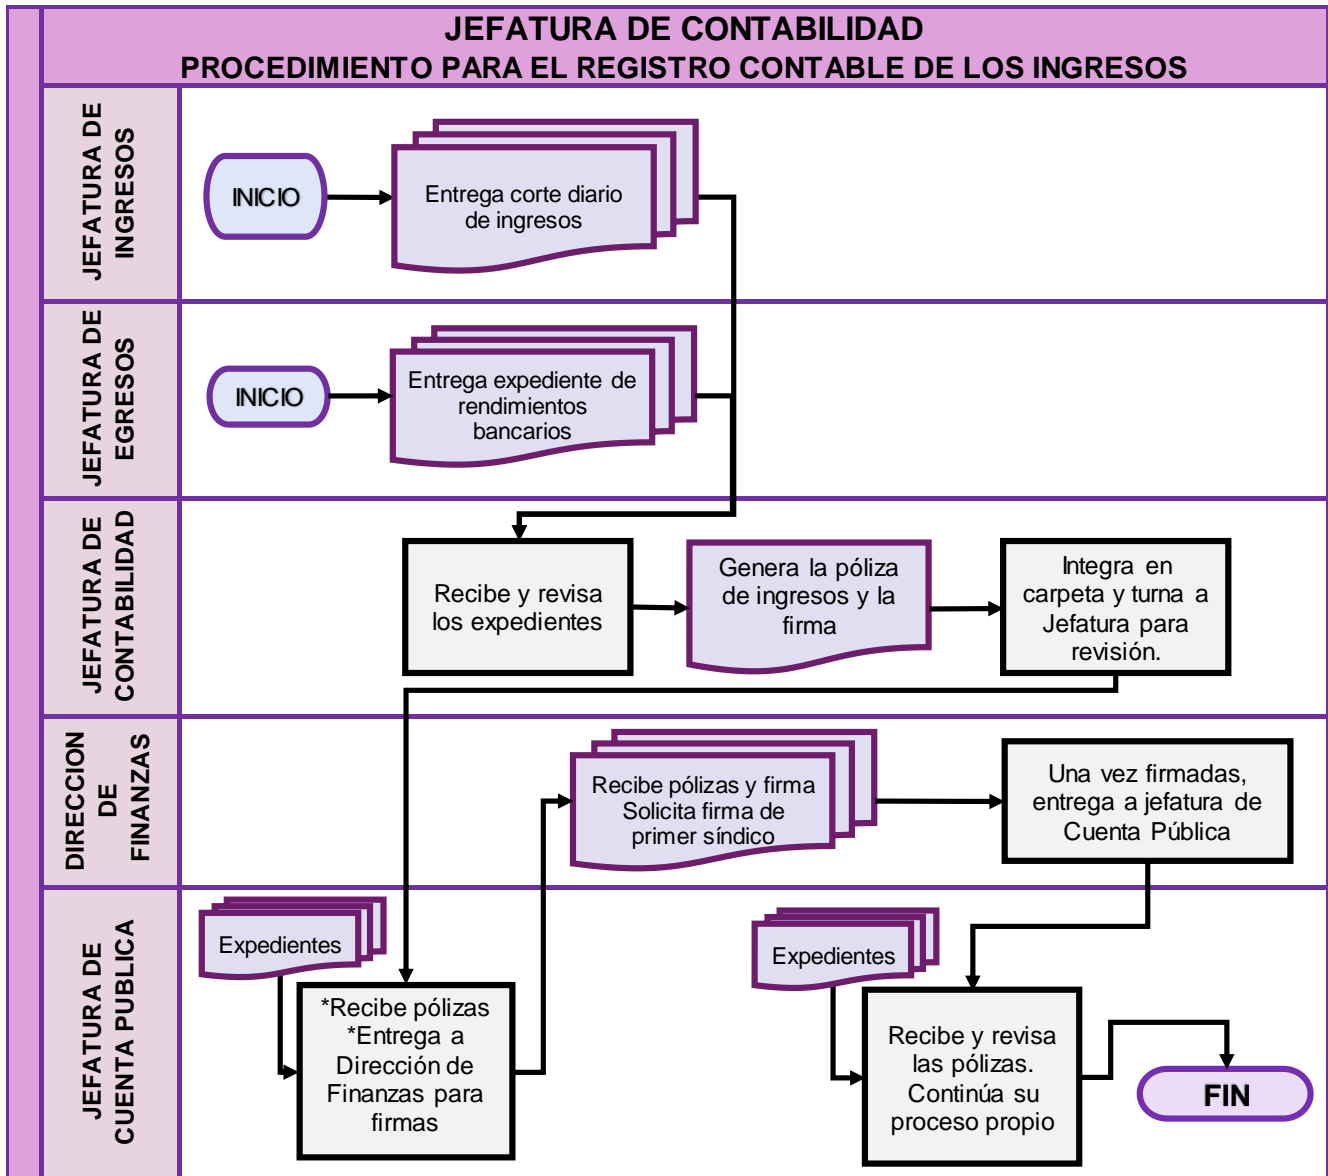 JEFATURA DE CONTABILIDAD
PROCEDIMIENTO PARA EL REGISTRO CONTABLE DE LOS INGRESOS
JEFATURA DE
INGRESOS
INICIO
Entrega corte diario
de ingresos
JEFATURA DE
EGRESOS
INICIO
Entrega expediente de
rendimientos
bancarios
JEFATURA DE
CONTABILIDAD
Recibe y revisa
los expedientes
Genera la póliza
de ingresos y la
firma
Integra en
carpeta y turna a
Jefatura para
revisión.
DIRECCION
DE
FINANZAS
Recibe pólizas y firma
Solicita firma de
primer síndico
Una vez firmadas,
entrega a jefatura de
Cuenta Pública
JEFATURA DE
CUENTA PUBLICA
Expedientes
*Recibe pólizas
*Entrega a
Dirección de
Finanzas para
firmas
Expedientes
Recibe y revisa
las pólizas.
Continúa su
proceso propio
FIN